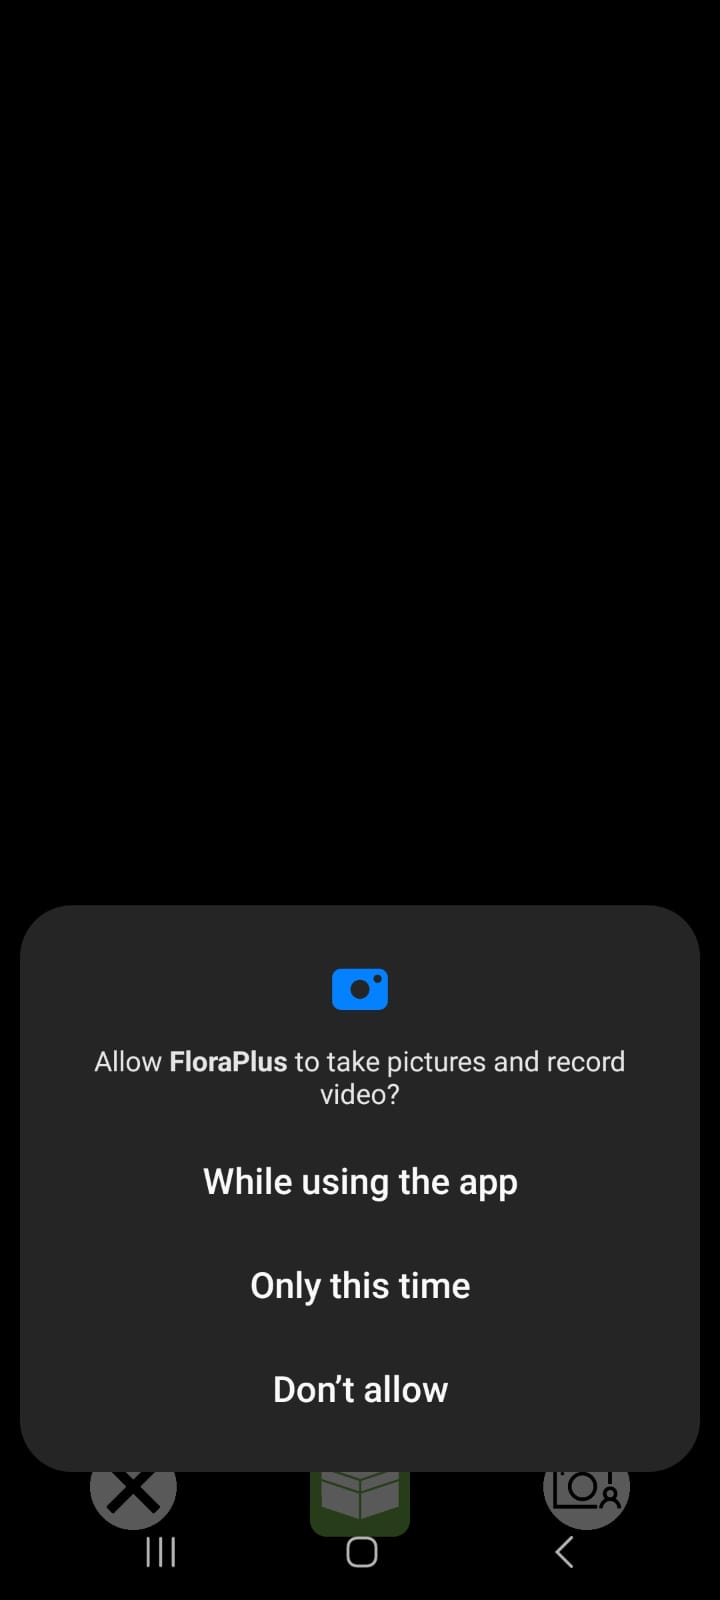 Allow FloraPlus to take pictures and record
video?
While using the app
Only this time
Don’t allow